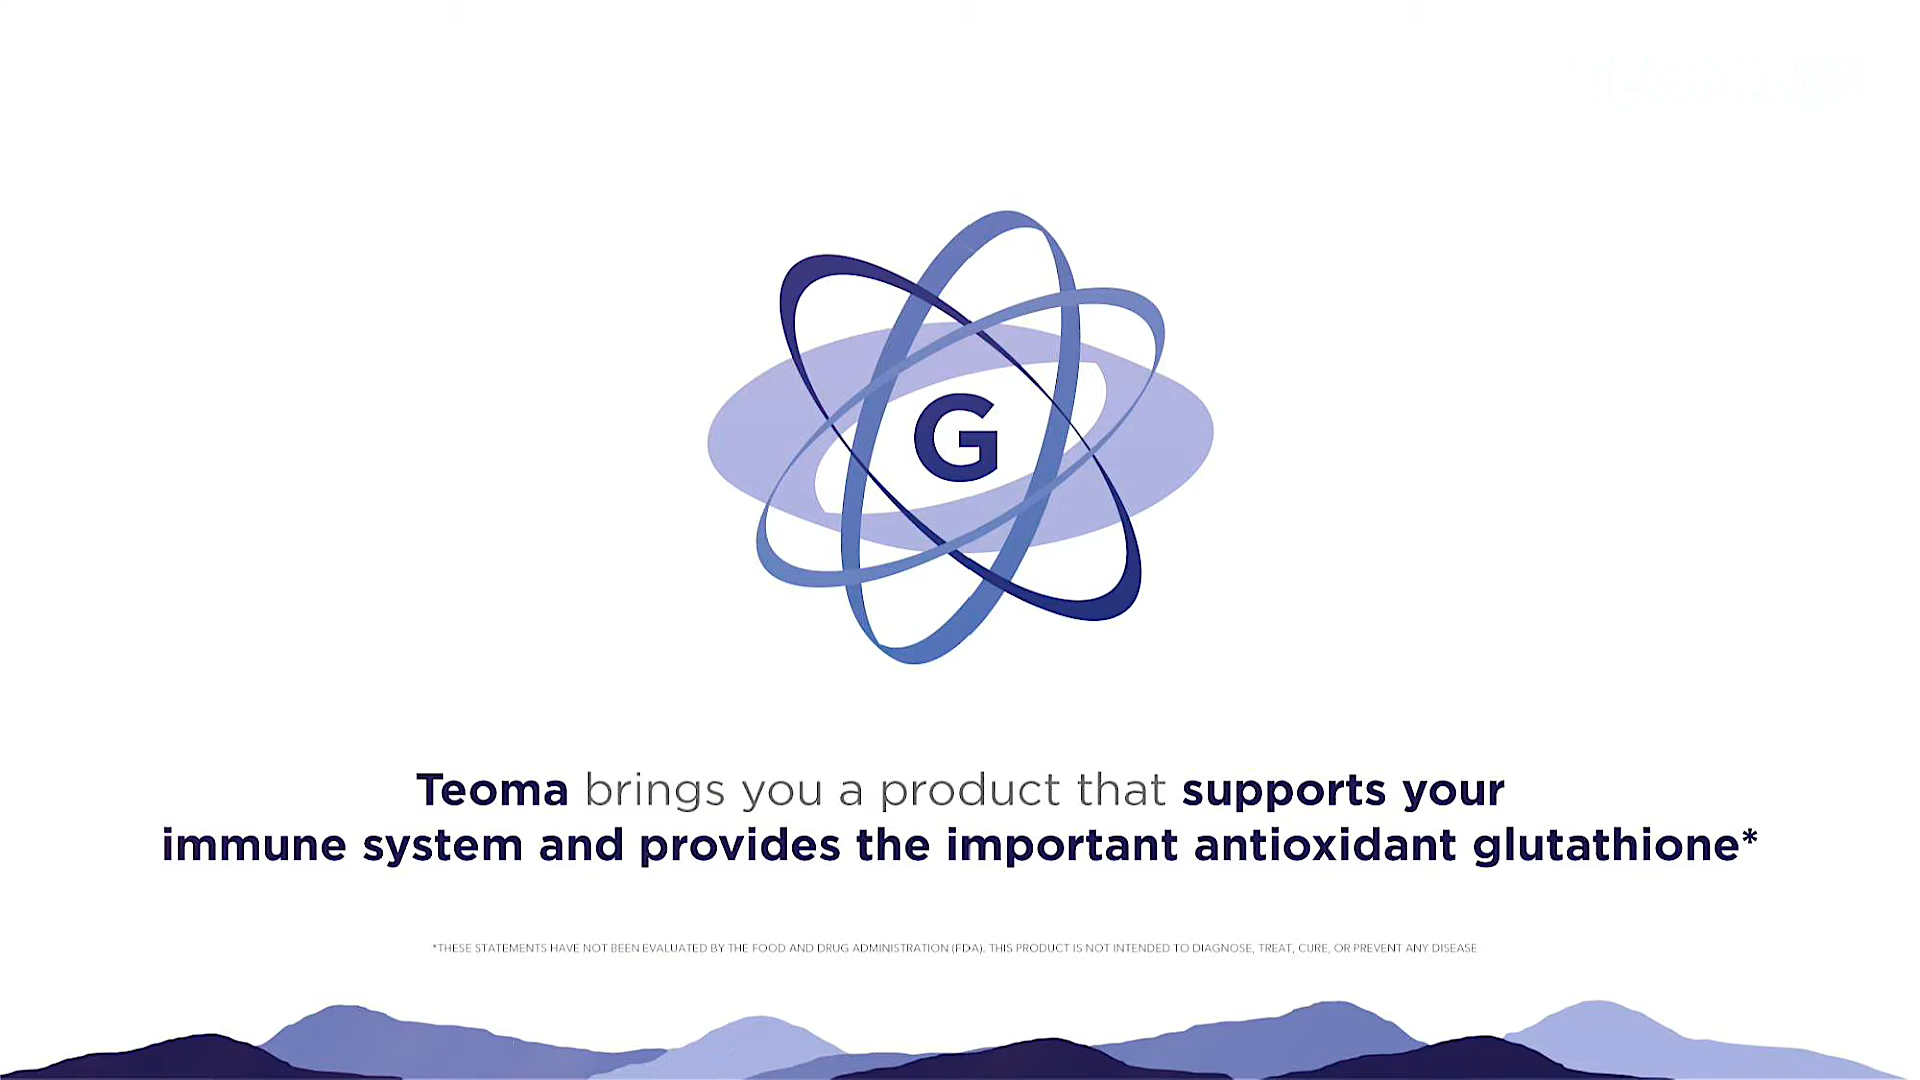 G
Teoma brings you a product that supports your
immune system and provides the important antioxidant glutathione*
*THESE STATEMENTS HAVE NOT BEEN EVALUATED BY THE FOOD AND DRUG ADMINISTRATION (FDA). THIS PRODUCT IS NOT INTENDED TO DIAGNOSE, TREAT, CURE, OR PREVENT ANY DISEASE